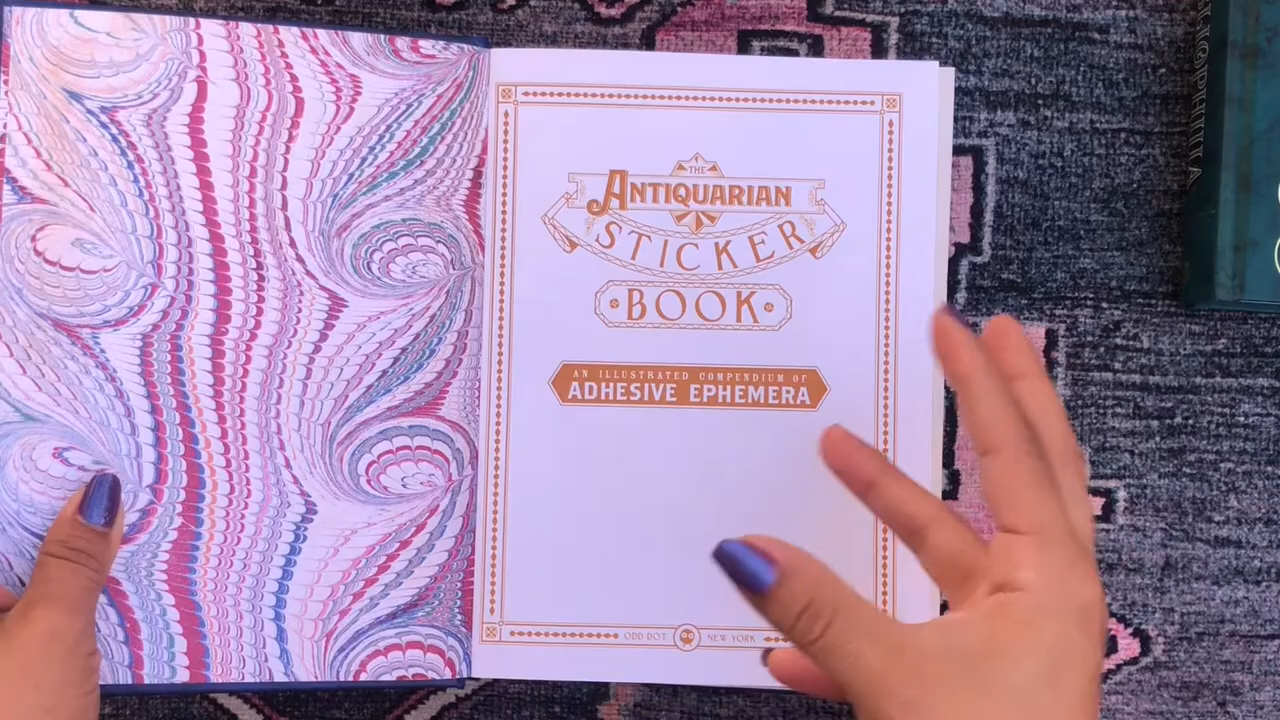 THE
ANTIQUARIAN
STICKER
BOOK
AN ILLUSTRATED COMPENDIUM OF
ADHESIVE EPHEMERA
ODD DOT NEW YORK